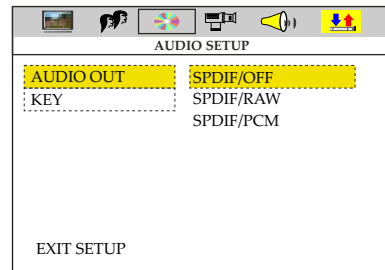 AUDIO SETUP
AUDIO OUT
KEY
SPDIF/OFF
SPDIF/RAW
SPDIF/PCM
EXIT SETUP